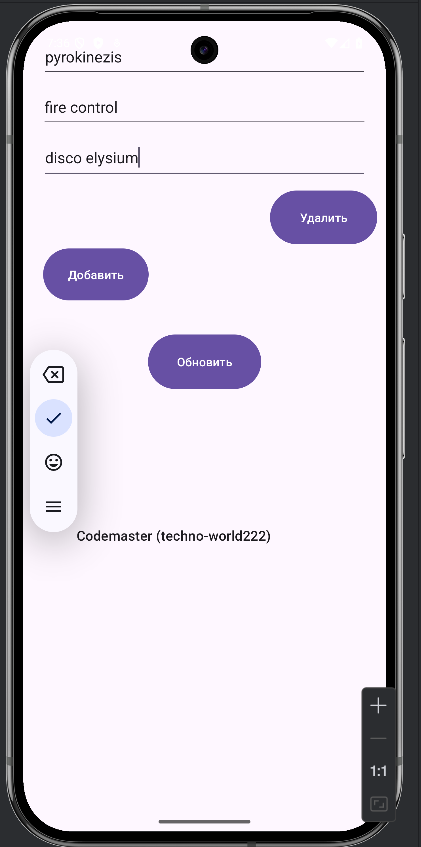 pyrokinezis
fire control
disco elysium
Удалить
Добавить
Обновить
Codemaster (techno-world222)
1:1